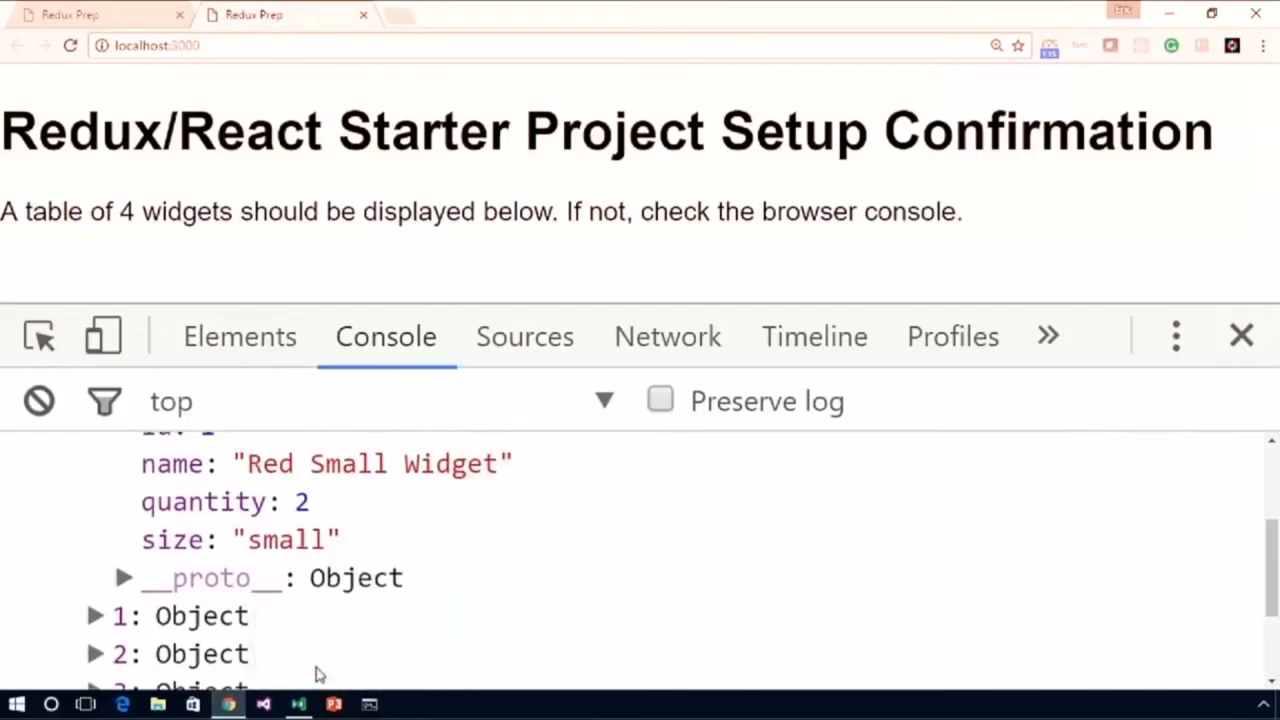 Redux Prep
Redux Prep
localhost:3000
Redux/React Starter Project Setup Confirmation
A table of 4 widgets should be displayed below. If not, check the browser console.
Elements Console Sources Network Timeline Profiles »
top Preserve log
name: "Red Small Widget"
quantity: 2
size: "small"
__proto__: Object
1: Object
2: Object